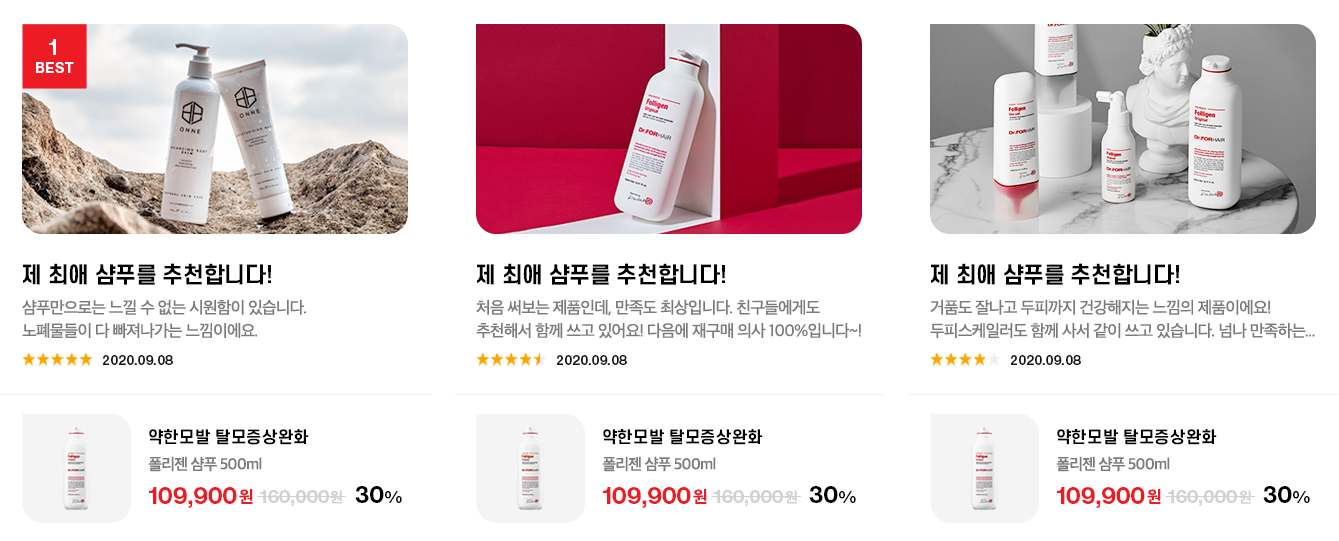 1
BEST
ONNE
ONNE
Folligen
Original
Dr.FORHAIR
Folligen
Dr.FORHAIR
Folligen
Original
Dr.FORHAIR
Folligen
Original
Dr.FORHAIR
제 최애 샴푸를 추천합니다!
샴푸만으로는 느낄 수 없는 시원함이 있습니다.
노폐물들이 다 빠져나가는 느낌이에요.
2020.09.08
제 최애 샴푸를 추천합니다!
처음 써보는 제품인데, 만족도 최상입니다. 친구들에게도
추천해서 함께 쓰고 있어요! 다음에 재구매 의사 100%입니다~!
2020.09.08
제 최애 샴푸를 추천합니다!
거품도 잘나고 두피까지 건강해지는 느낌의 제품이에요!
두피스케일러도 함께 사서 같이 쓰고 있습니다. 넘나 만족하는...
2020.09.08
약한모발 탈모증상완화
폴리젠 샴푸 500ml
109,900원 160,000원 30%
약한모발 탈모증상완화
폴리젠 샴푸 500ml
109,900원 160,000원 30%
약한모발 탈모증상완화
폴리젠 샴푸 500ml
109,900원 160,000원 30%